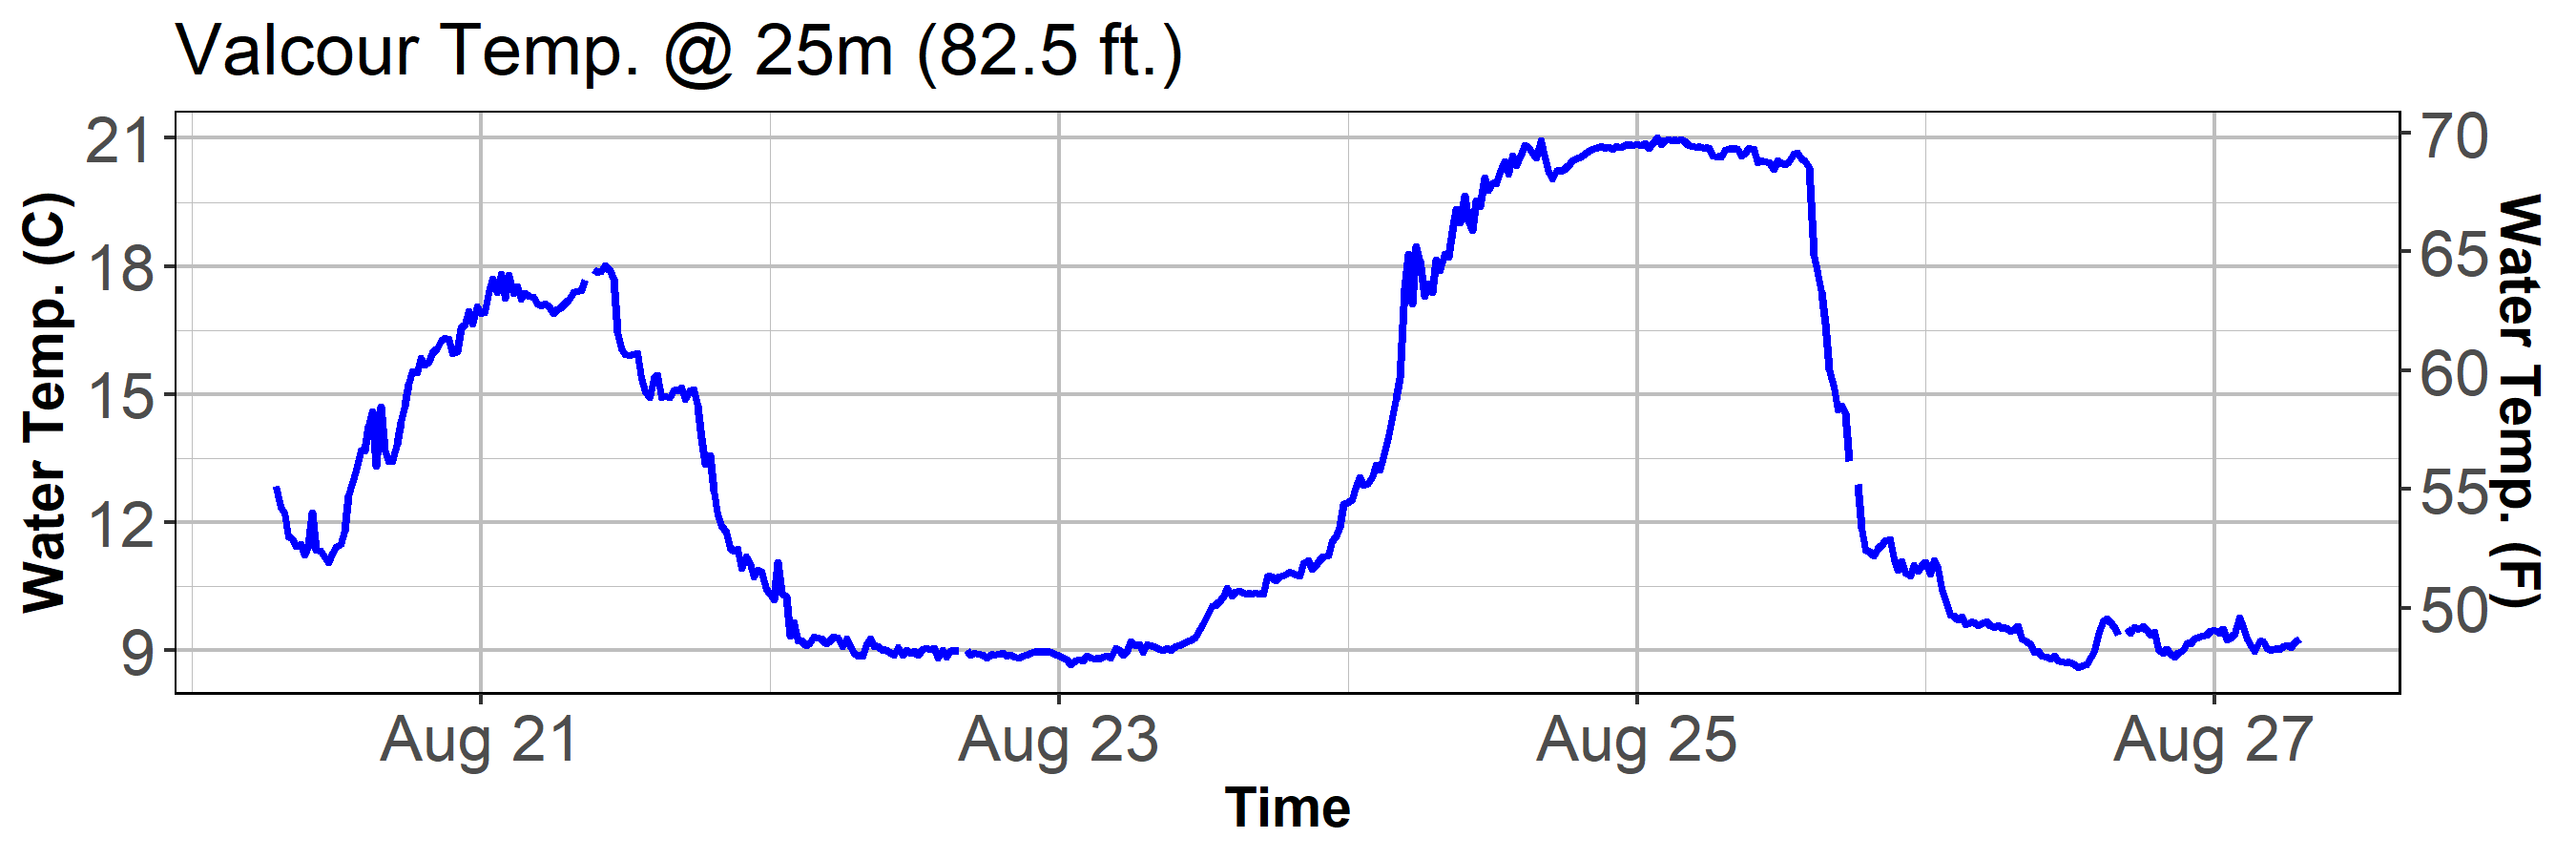 Valcour Temp. @ 25m (82.5 ft.)
Water Temp. (C)
21
18
15
12
9
70
65
60
55
50
Water Temp. (F)
Aug 21 Aug 23 Aug 25 Aug 27
Time